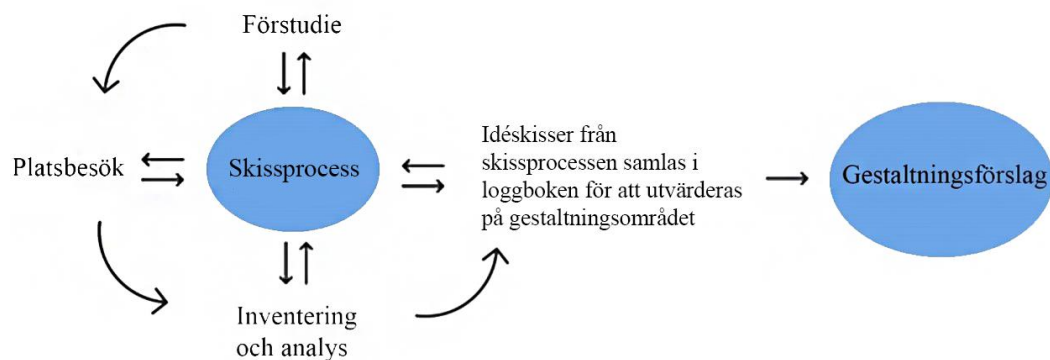 Förstudie
Platsbesök
Skissprocess
Idéskisser från
skissprocessen samlas i
loggboken för att utvärderas
på gestaltningsområdet
Gestaltningsförslag
Inventering
och analys